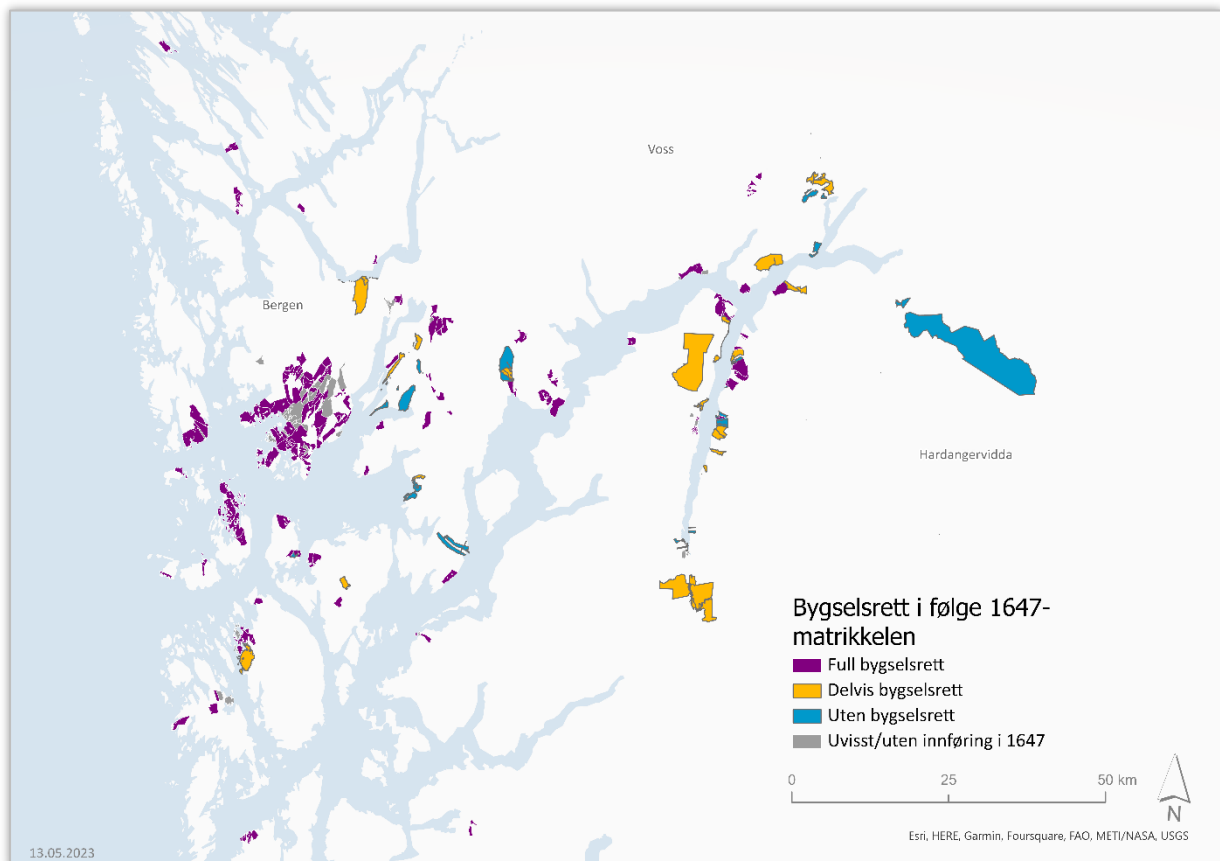 Voss
Bergen
Hardangervidda
Bygselsrett i følge 1647-
matrikkelen
Full bygselsrett
Delvis bygselsrett
Uten bygselsrett
Uvisst/uten innføring i 1647
0 25 50 km
N
Esri, HERE, Garmin, Foursquare, FAO, METI/NASA, USGS
13.05.2023